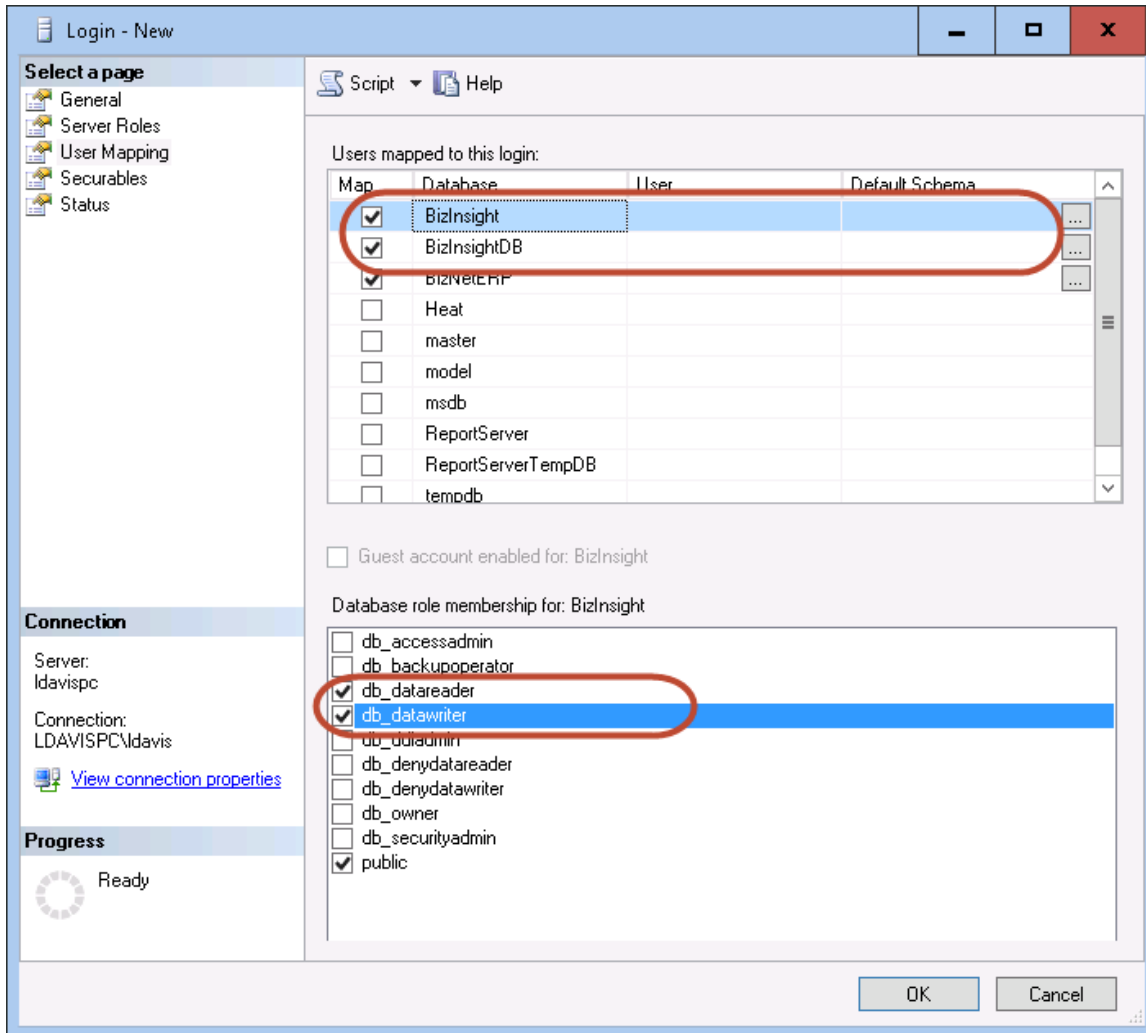 Login - New
Select a page
General
Server Roles
User Mapping
Securables
Status
Script Help
Users mapped to this login:
Map Database User Default Schema
BizInsight ...
BizInsightDB ...
BizNetERP ...
Heat
master
model
msdb
ReportServer
ReportServerTempDB
tempdb
Guest account enabled for: BizInsight
Database role membership for: BizInsight
db_accessadmin
db_backupoperator
db_datareader
db_datawriter
db_ddladmin
db_denydatareader
db_denydatawriter
db_owner
db_securityadmin
public
Connection
Server:
ldavispc
Connection:
LDAVISPC\ldavis
View connection properties
Progress
Ready
OK Cancel